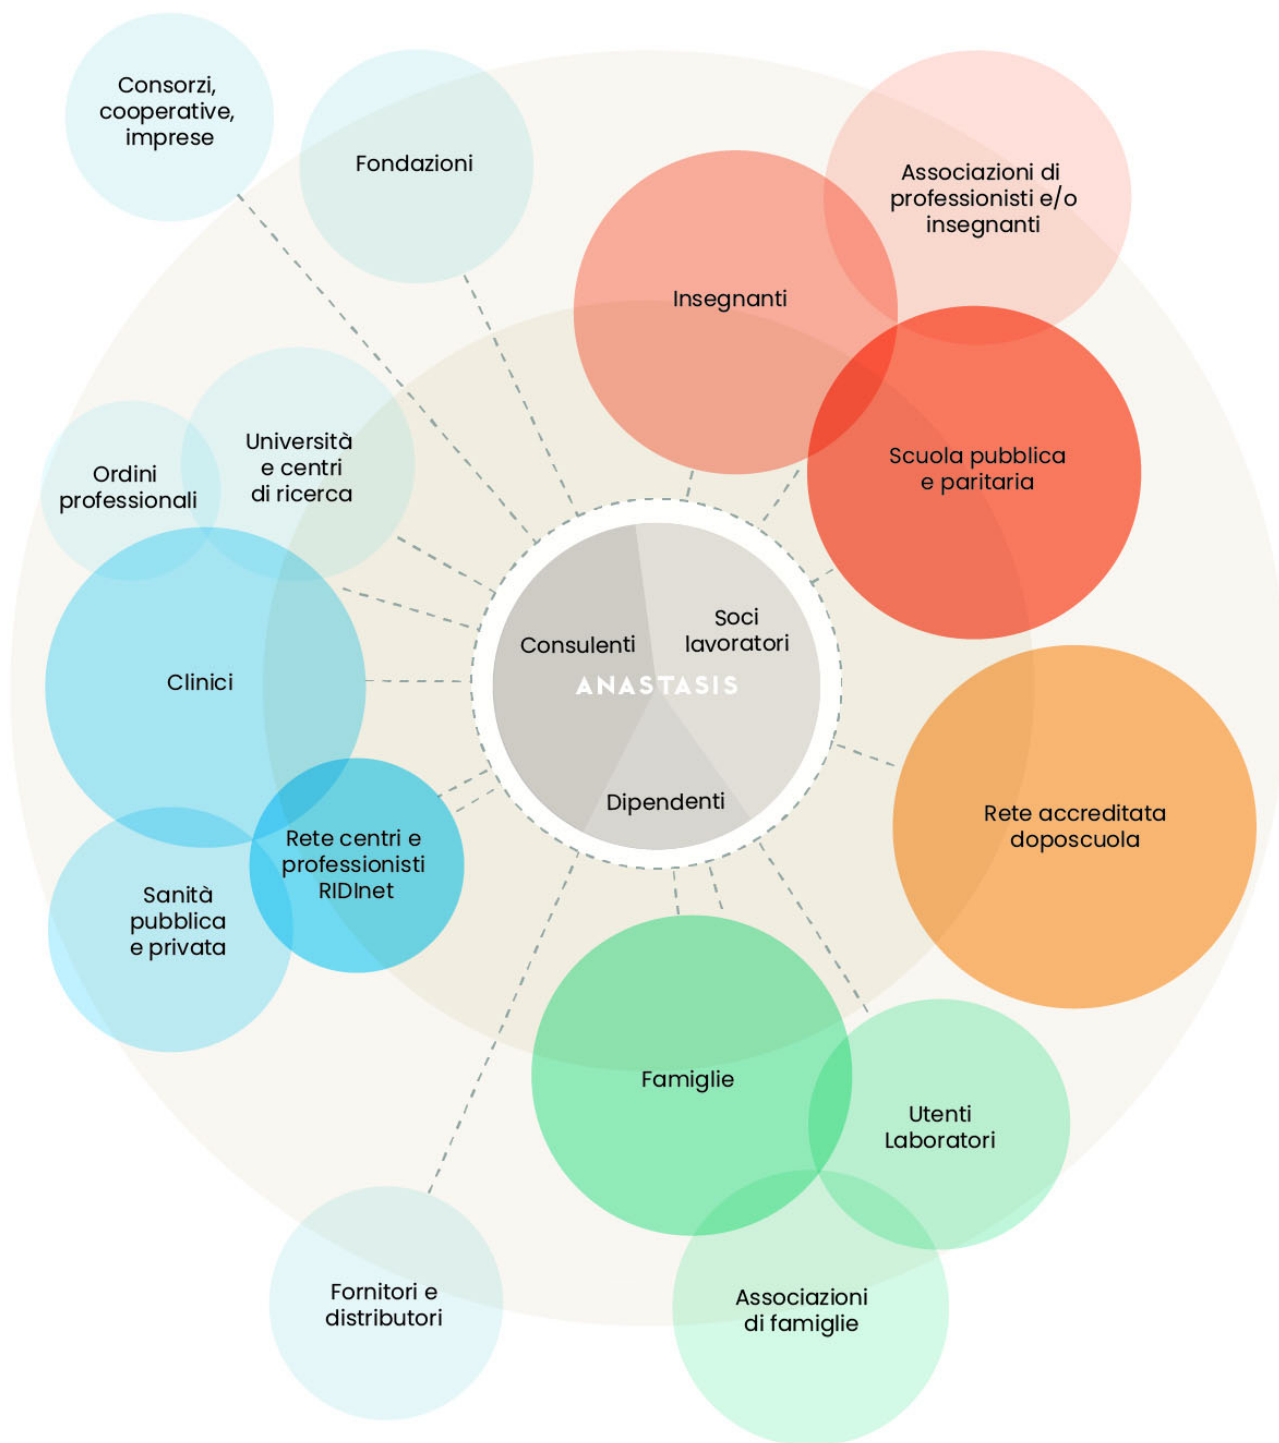 Consorzi,
cooperative,
imprese
Fondazioni
Associazioni di
professionisti e/o
insegnanti
Insegnanti
Scuola pubblica
e paritaria
Università
e centri
di ricerca
Ordini
professionali
Clinici
Consulenti
Soci
lavoratori
ANASTASIS
Dipendenti
Rete accreditata
doposcuola
Rete centri e
professionisti
RIDInet
Sanità
pubblica
e privata
Famiglie
Utenti
Laboratori
Fornitori e
distributori
Associazioni
di famiglie